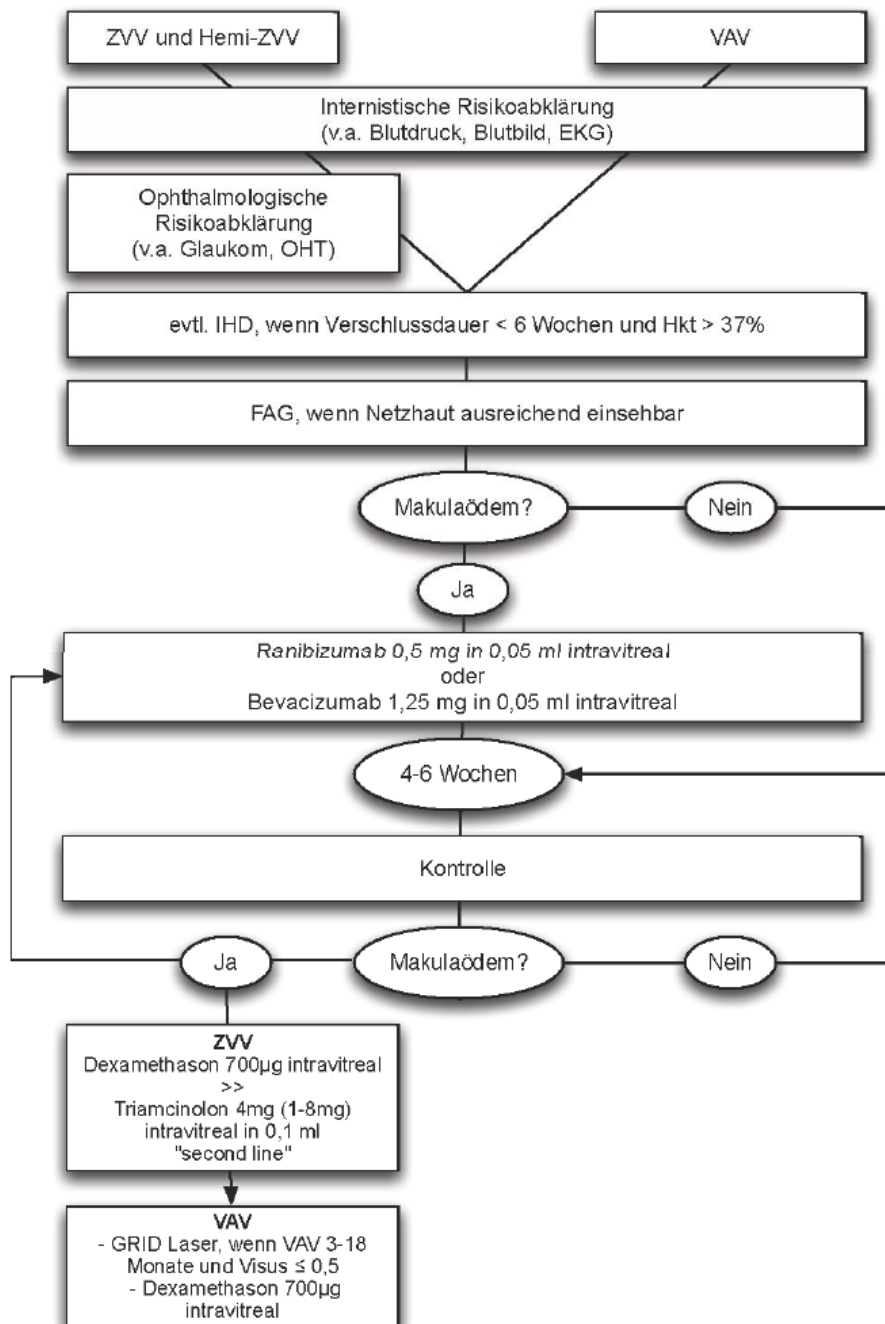 ZVV und Hemi-ZVV
VAV
Internistische Risikoabklärung
(v.a. Blutdruck, Blutbild, EKG)
Ophthalmologische
Risikoabklärung
(v.a. Glaukom, OHT)
evtl. IHD, wenn Verschlussdauer < 6 Wochen und Hkt > 37%
FAG, wenn Netzhaut ausreichend einsehbar
Makulaödem?
Nein
Ja
Ranibizumab 0,5 mg in 0,05 ml intravitreal
oder
Bevacizumab 1,25 mg in 0,05 ml intravitreal
4-6 Wochen
Kontrolle
Ja
Makulaödem?
Nein
ZVV
Dexamethason 700µg intravitreal
>>
Triamcinolon 4mg (1-8mg)
intravitreal in 0,1 ml
"second line"
VAV
- GRID Laser, wenn VAV 3-18
Monate und Visus ≤ 0,5
- Dexamethason 700µg
intravitreal